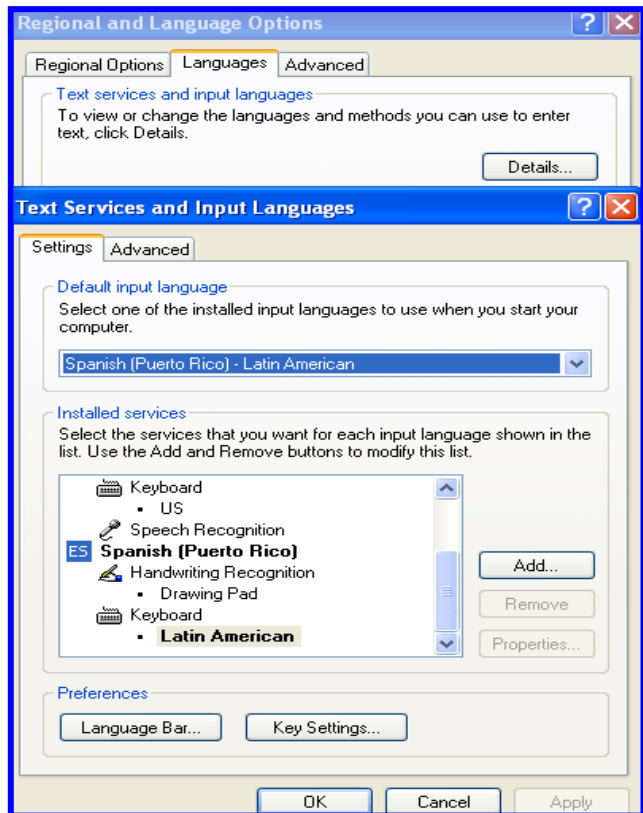 Regional and Language Options
Regional Options Languages Advanced
Text services and input languages
To view or change the languages and methods you can use to enter
text, click Details.
Details...
Text Services and Input Languages
Settings Advanced
Default input language
Select one of the installed input languages to use when you start your
computer.
Spanish (Puerto Rico) - Latin American
Installed services
Select the services that you want for each input language shown in the
list. Use the Add and Remove buttons to modify this list.
Keyboard
US
Speech Recognition
ES Spanish (Puerto Rico)
Handwriting Recognition
Drawing Pad
Keyboard
Latin American
Add...
Remove
Properties...
Preferences
Language Bar... Key Settings...
OK Cancel Apply